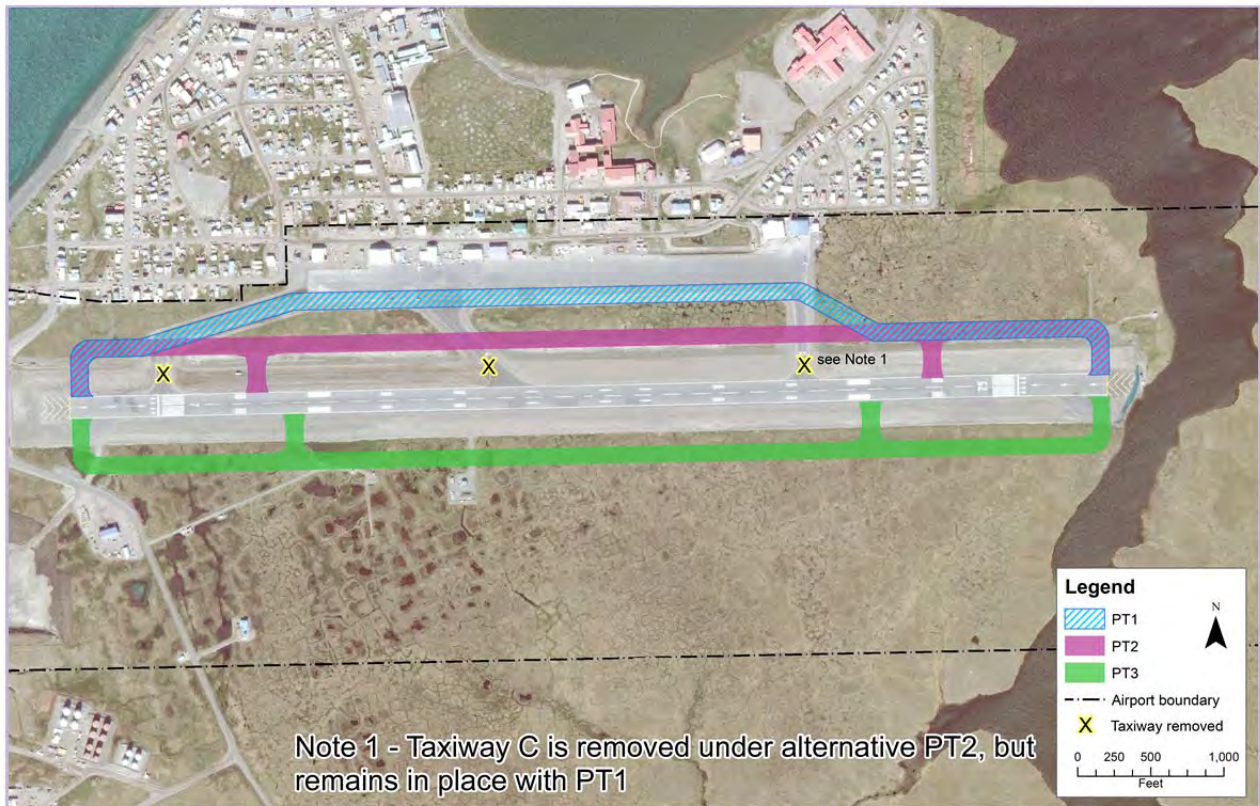 X
X
X see Note 1
Legend
PT1
PT2
PT3
Airport boundary
X Taxiway removed
N
0 250 500 1,000
Feet
Note 1 - Taxiway C is removed under alternative PT2, but
remains in place with PT1